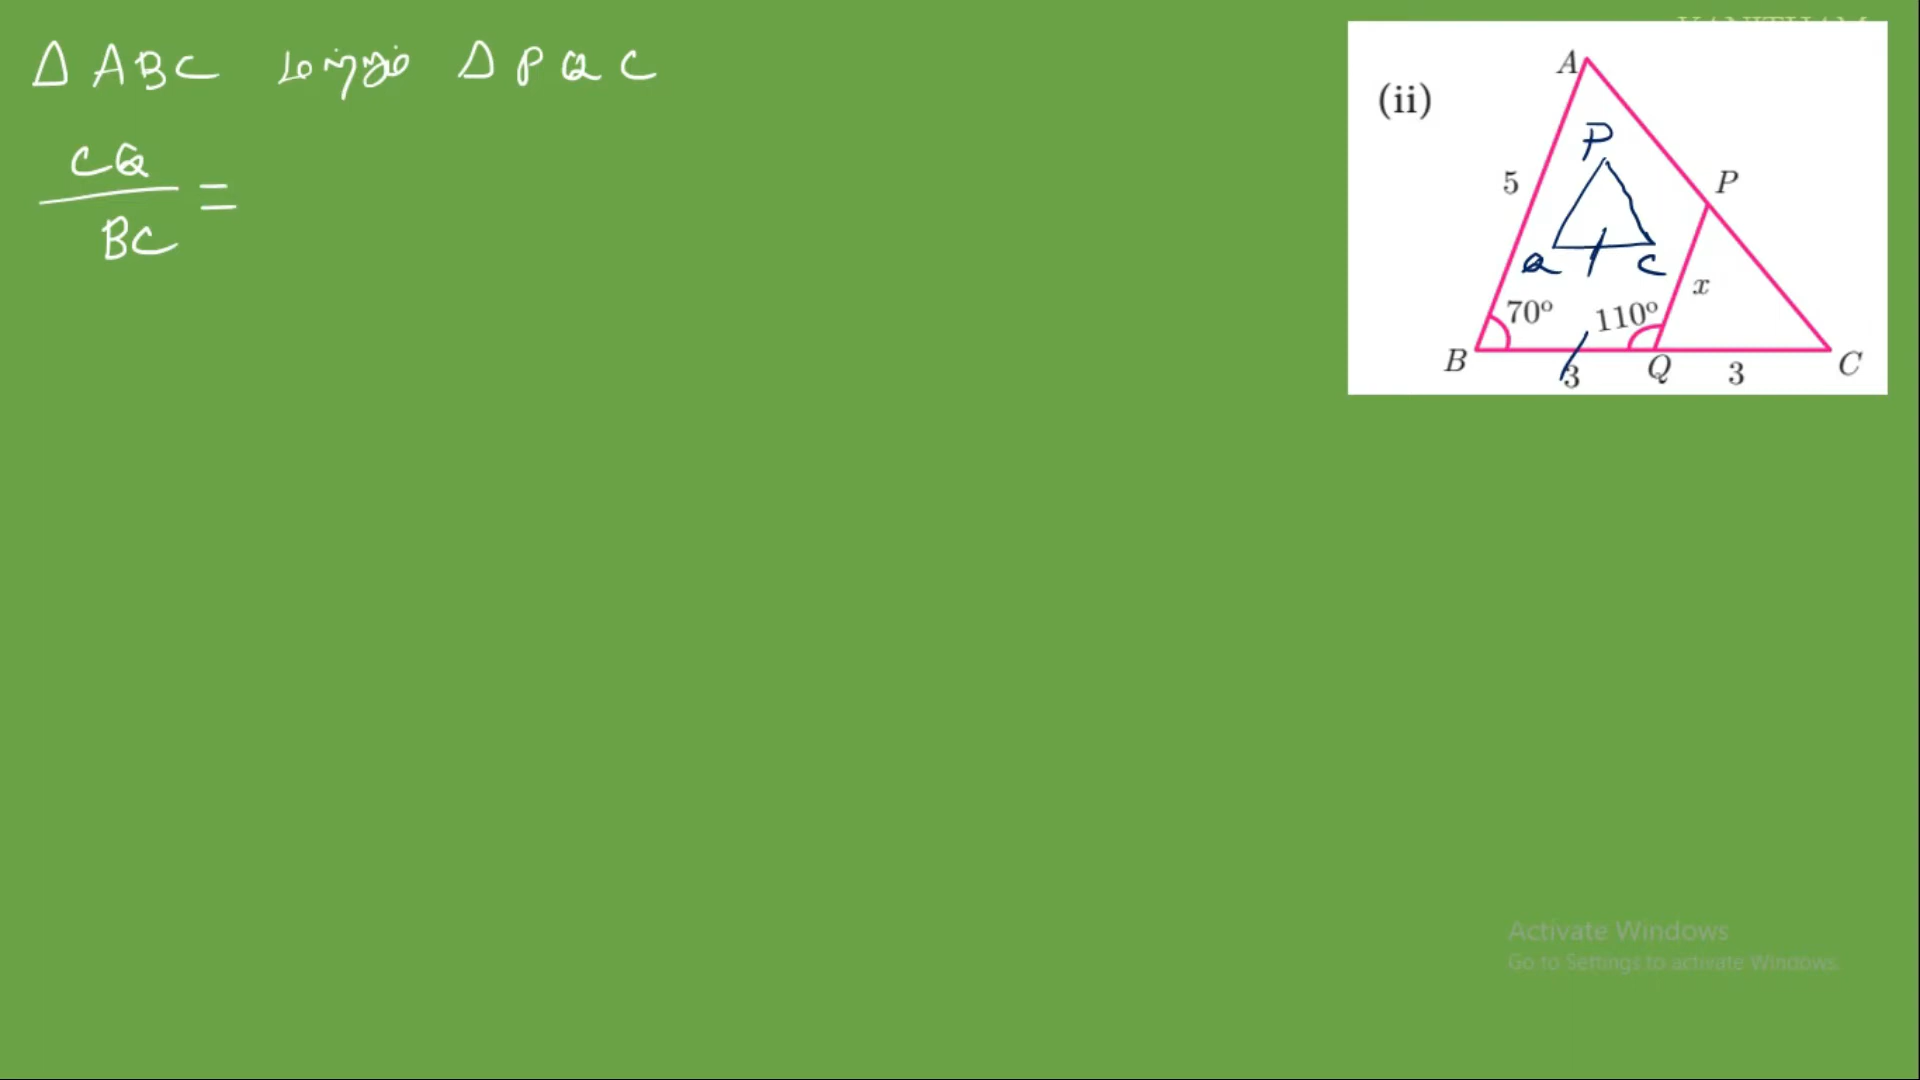 △ ABC மற்றும் △ PQC
CQ
BC
=
(ii)
A
P
P
5
Q C
x
70°
110°
B
3
Q
3
C
Activate Windows
Go to Settings to activate Windows.